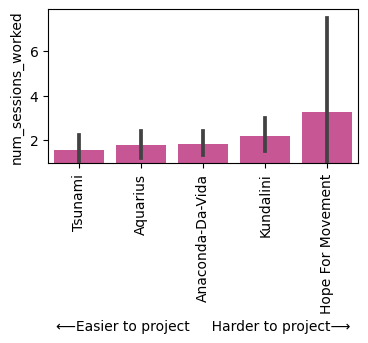 num_sessions_worked
6
4
2
Tsunami
Aquarius
Anaconda-Da-Vida
Kundalini
Hope For Movement
⟵Easier to project Harder to project⟶